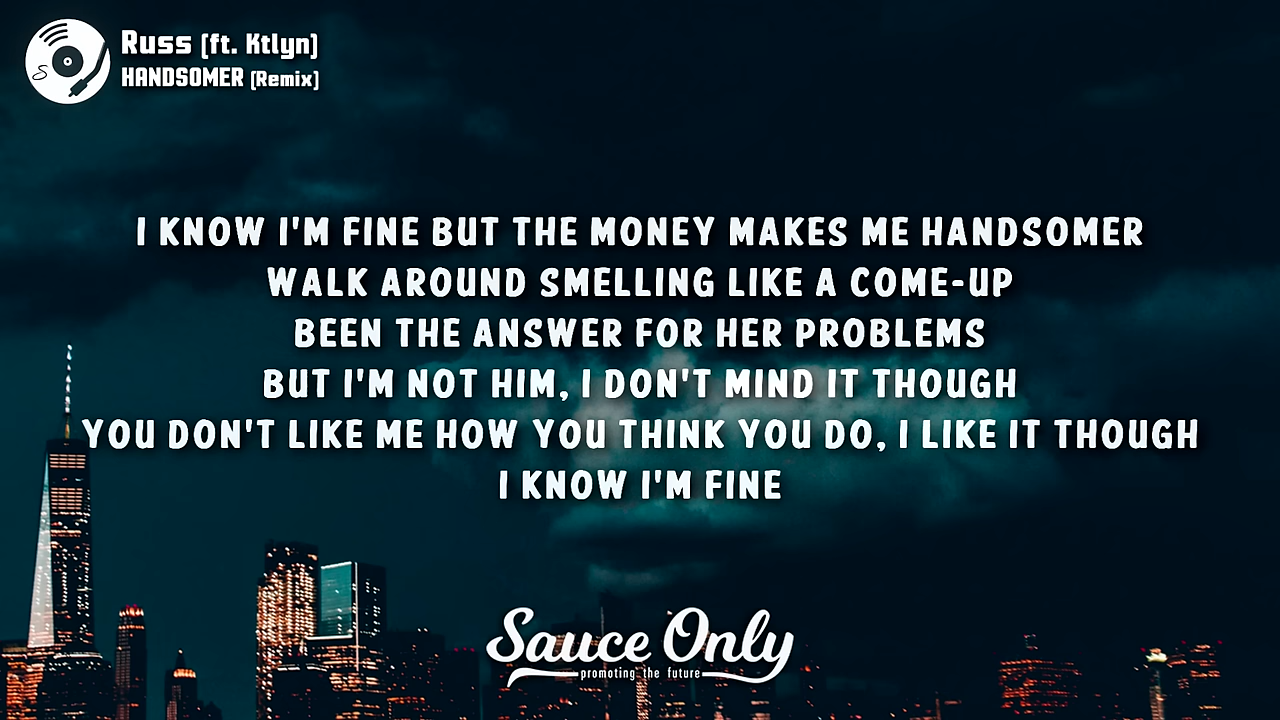 Russ [ft. Ktlyn]
HANDSOMER [Remix]
I KNOW I'M FINE BUT THE MONEY MAKES ME HANDSOMER
WALK AROUND SMELLING LIKE A COME-UP
BEEN THE ANSWER FOR HER PROBLEMS
BUT I'M NOT HIM, I DON'T MIND IT THOUGH
YOU DON'T LIKE ME HOW YOU THINK YOU DO, I LIKE IT THOUGH
I KNOW I'M FINE
Sauce Only
promoting the future